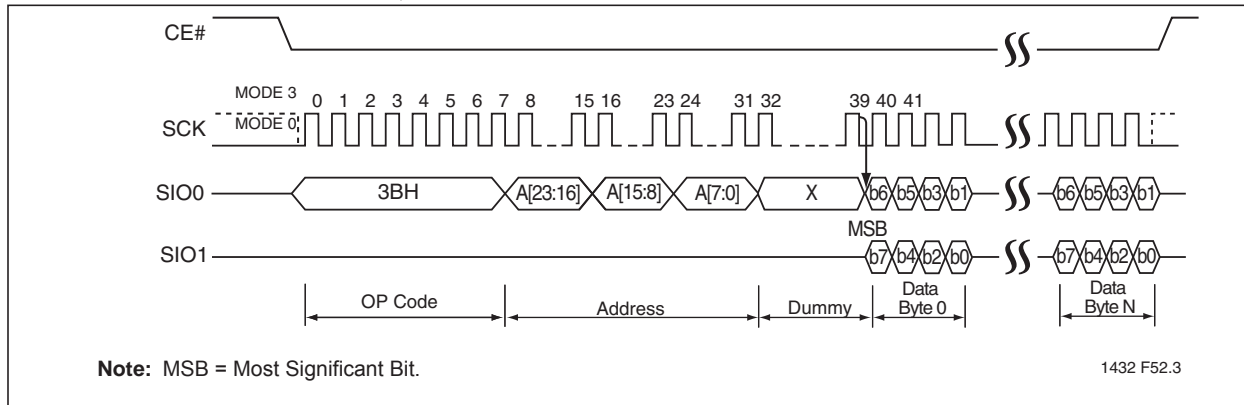 CE#
MODE 3
0 1 2 3 4 5 6 7 8 15 16 23 24 31 32 39 40 41
SCK
MODE 0
SIO0
3BH
A[23:16]
A[15:8]
A[7:0]
X
b6 b5 b3 b1
b6 b5 b3 b1
MSB
SIO1
b7 b4 b2 b0
b7 b4 b2 b0
OP Code
Address
Dummy
Data
Byte 0
Data
Byte N
Note: MSB = Most Significant Bit.
1432 F52.3